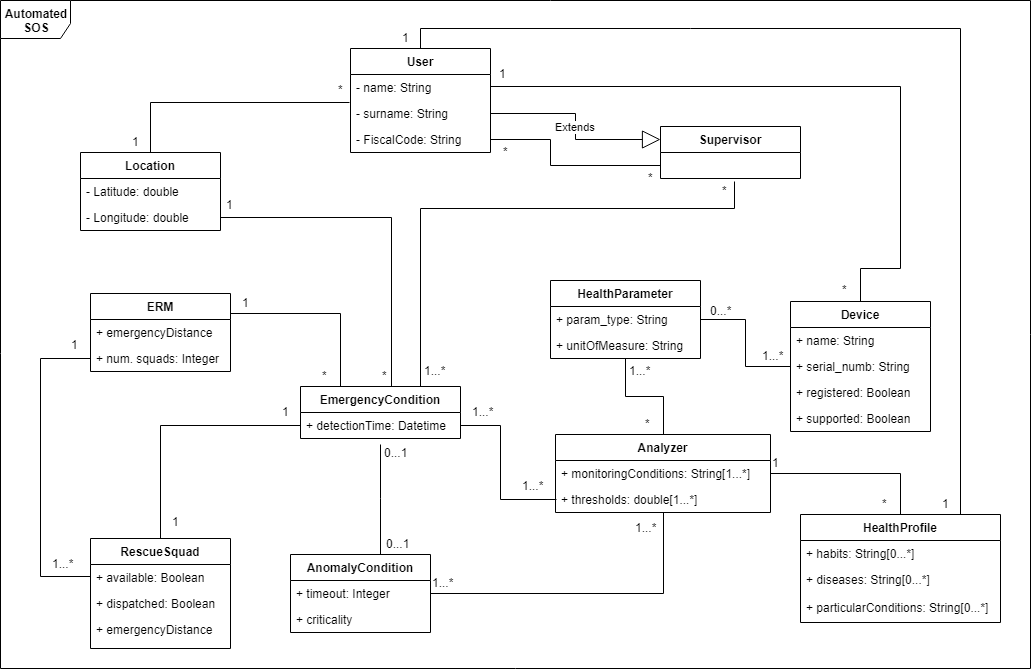 Automated
SOS
1
User
- name: String
- surname: String
- FiscalCode: String
1
*
Extends
*
Supervisor
*
*
1
Location
- Latitude: double
- Longitude: double
1
HealthParameter
+ param_type: String
+ unitOfMeasure: String
0...*
*
Device
+ name: String
+ serial_numb: String
+ registered: Boolean
+ supported: Boolean
1...*
ERM
+ emergencyDistance
+ num. squads: Integer
1
1
*
*
1...*
1...*
EmergencyCondition
+ detectionTime: Datetime
1
1...*
*
0...1
Analyzer
+ monitoringConditions: String[1...*]
+ thresholds: double[1...*]
1
1...*
1...*
*
1
HealthProfile
+ habits: String[0...*]
+ diseases: String[0...*]
+ particularConditions: String[0...*]
1
1...*
RescueSquad
+ available: Boolean
+ dispatched: Boolean
+ emergencyDistance
0...1
AnomalyCondition
+ timeout: Integer
+ criticality
1...*